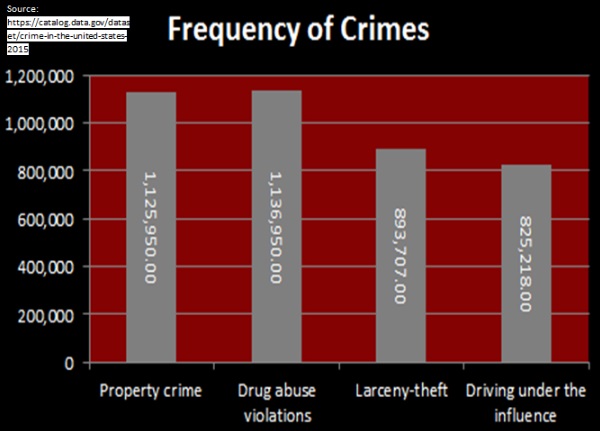 Source:
https://catalog.data.gov/datas
et/crime-in-the-united-states-
2015
Frequency of Crimes
1,200,000
1,000,000
800,000
600,000
400,000
200,000
0
1,125,950.00
1,136,950.00
893,707.00
825,218.00
Property crime
Drug abuse
violations
Larceny-theft
Driving under the
influence